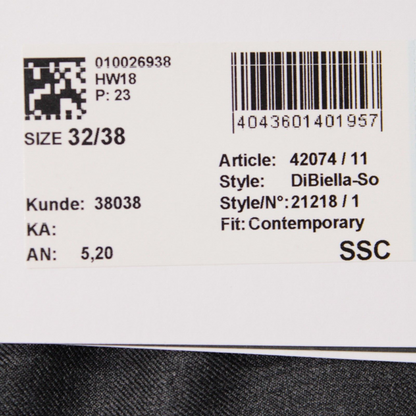 010026938
HW18
P: 23
SIZE 32/38
4043601401957
Article: 42074 / 11
Style: DiBiella-So
Style/N°: 21218 / 1
Fit: Contemporary
Kunde: 38038
KA:
AN: 5,20
SSC